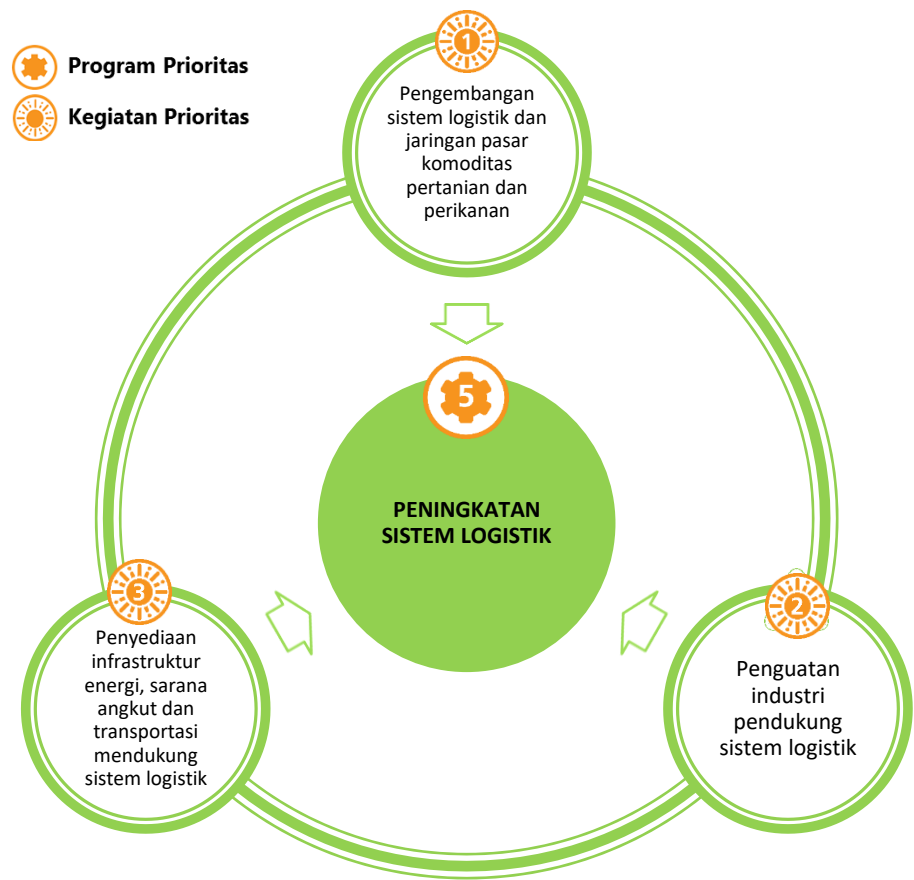 Program Prioritas
Kegiatan Prioritas
1
Pengembangan
sistem logistik dan
jaringan pasar
komoditas
pertanian dan
perikanan
5
PENINGKATAN
SISTEM LOGISTIK
3
Penyediaan
infrastruktur
energi, sarana
angkut dan
transportasi
mendukung
sistem logistik
2
Penguatan
industri
pendukung
sistem logistik